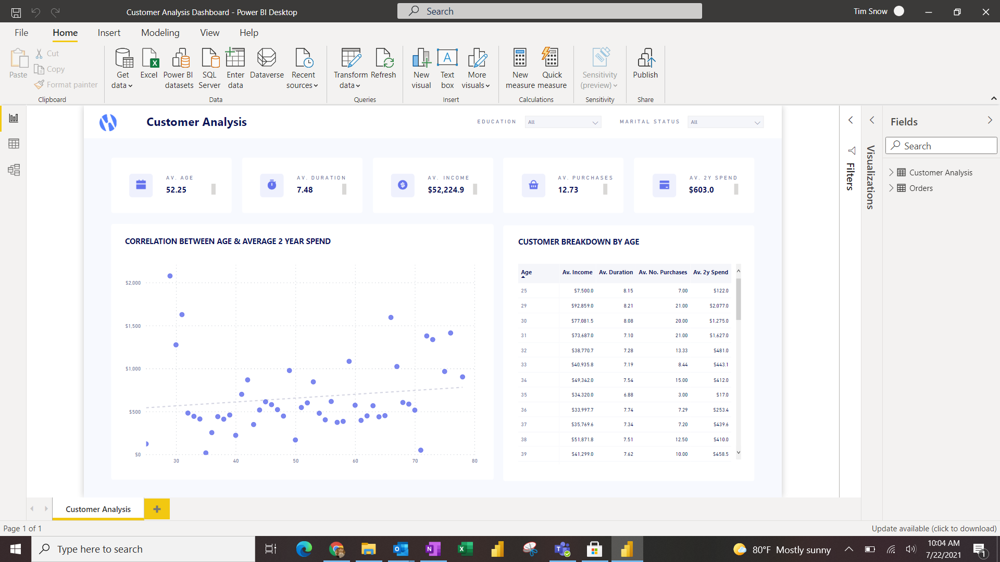 Customer Analysis Dashboard - Power BI Desktop
Search
Tim Snow
File Home Insert Modeling View Help
Paste
Cut
Copy
Format painter
Clipboard
Get data
Excel
Power BI datasets
SQL Server
Enter data
Dataverse
Recent sources
Data
Transform data
Refresh
Queries
New visual
Text box
More visuals
Insert
New measure
Quick measure
Calculations
Sensitivity (preview)
Sensitivity
Publish
Share
Customer Analysis
EDUCATION All
MARITAL STATUS All
AV. AGE
52.25
AV. DURATION
7.48
AV. INCOME
$52,224.9
AV. PURCHASES
12.73
AV. 2Y SPEND
$603.0
CORRELATION BETWEEN AGE & AVERAGE 2 YEAR SPEND
$2,000
$1,500
$1,000
$500
$0
30 40 50 60 70 80
CUSTOMER BREAKDOWN BY AGE
Age Av. Income Av. Duration Av. No. Purchases Av. 2y Spend
25 $7,500.0 8.15 7.00 $122.0
29 $92,859.0 8.21 21.00 $2,077.0
30 $77,081.5 8.08 20.00 $1,275.0
31 $73,687.0 7.10 21.00 $1,627.0
32 $38,770.7 7.28 13.33 $481.0
33 $40,935.8 7.19 8.44 $443.1
34 $49,342.0 7.54 15.00 $412.0
35 $34,320.0 6.88 3.00 $17.0
36 $33,997.7 7.74 7.29 $253.4
37 $35,769.6 7.34 7.20 $439.6
38 $51,871.8 7.51 12.50 $410.0
39 $41,299.0 7.62 10.00 $458.5
Filters
Visualizations
Fields
Search
Customer Analysis
Orders
Customer Analysis
Page 1 of 1
Update available (click to download)
Type here to search
80°F Mostly sunny
10:04 AM
7/22/2021
1